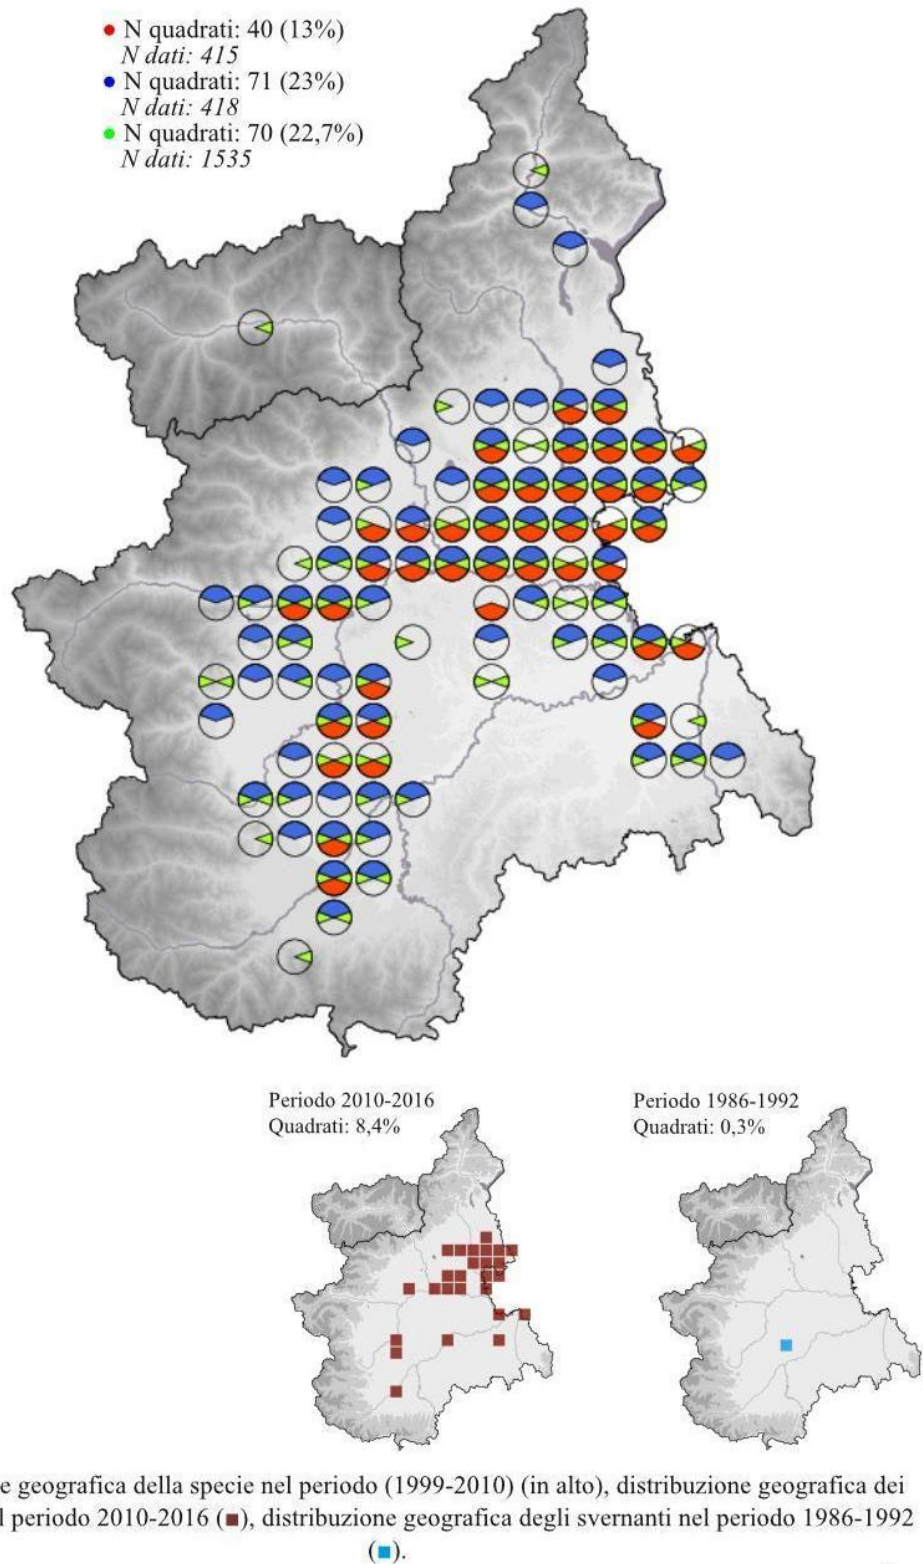 N quadrati: 40 (13%)
N dati: 415
N quadrati: 71 (23%)
N dati: 418
N quadrati: 70 (22,7%)
N dati: 1535
Periodo 2010-2016
Quadrati: 8,4%
Periodo 1986-1992
Quadrati: 0,3%
e geografica della specie nel periodo (1999-2010) (in alto), distribuzione geografica dei
l periodo 2010-2016 (■), distribuzione geografica degli svernanti nel periodo 1986-1992
(■).